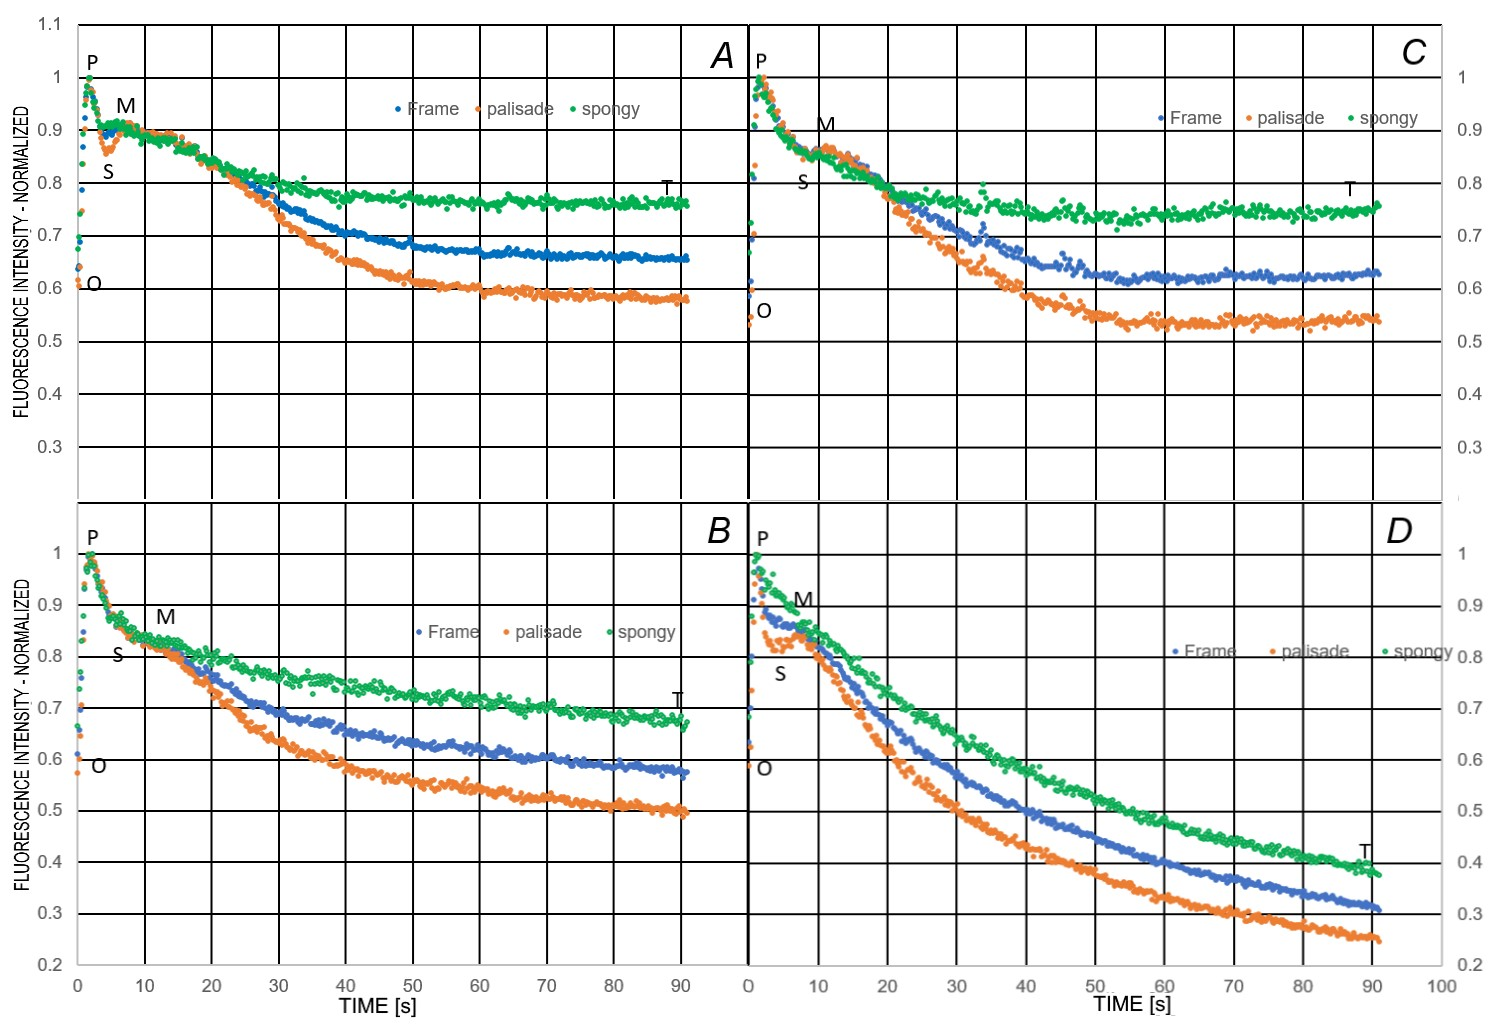 1.1
1
0.9
0.8
0.7
0.6
0.5
0.4
0.3
FLUORESCENCE INTENSITY - NORMALIZED
P
M
S
O
T
A
Frame palisade spongy
P
M
S
O
T
C
Frame palisade spongy
1
0.9
0.8
0.7
0.6
0.5
0.4
0.3
1
0.9
0.8
0.7
0.6
0.5
0.4
0.3
0.2
FLUORESCENCE INTENSITY - NORMALIZED
P
M
S
O
T
B
Frame palisade spongy
0 10 20 30 40 50 60 70 80 90
TIME [s]
P
M
S
O
T
D
Frame palisade spongy
1
0.9
0.8
0.7
0.6
0.5
0.4
0.3
0.2
0 10 20 30 40 50 60 70 80 90 100
TIME [s]